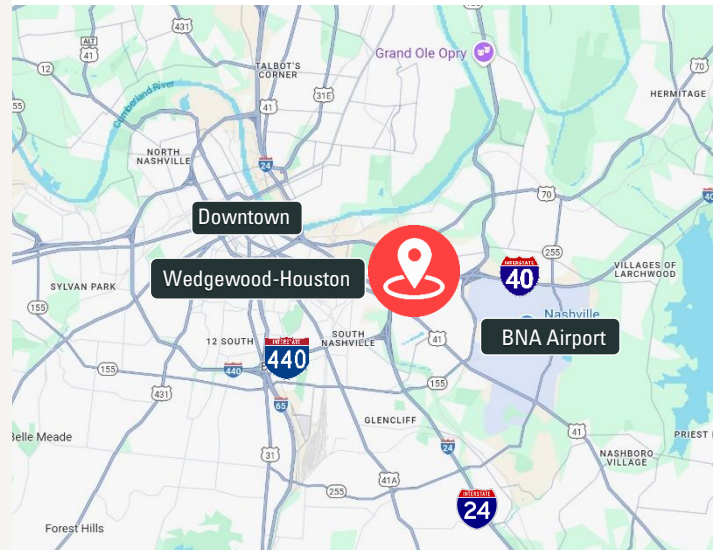 431
ALT
41
12
TALBOT'S
CORNER
Grand Ole Opry
70
HERMITAGE
31E
41
155
Cumberland River
NORTH
NASHVILLE
24
70
40
Downtown
255
VILLAGES OF
LARCHWOOD
Wedgewood-Houston
INTERSTATE
40
SYLVAN PARK
155
Nashville
BNA Airport
12 SOUTH
SOUTH
NASHVILLE
41
INTERSTATE
440
440
155
155
431
65
GLENCLIFF
41
Belle Meade
PRIEST
31
24
NASHBORO
VILLAGE
255
41A
INTERSTATE
24
Forest Hills